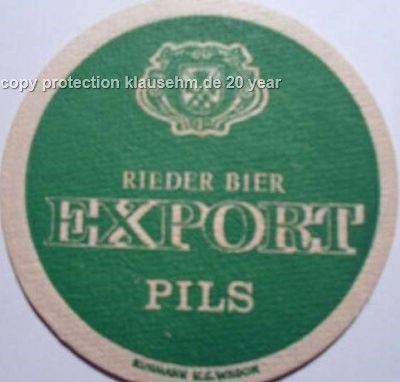 copy protection klausehm.de 20 year
RIEDER BIER
EXPORT
PILS